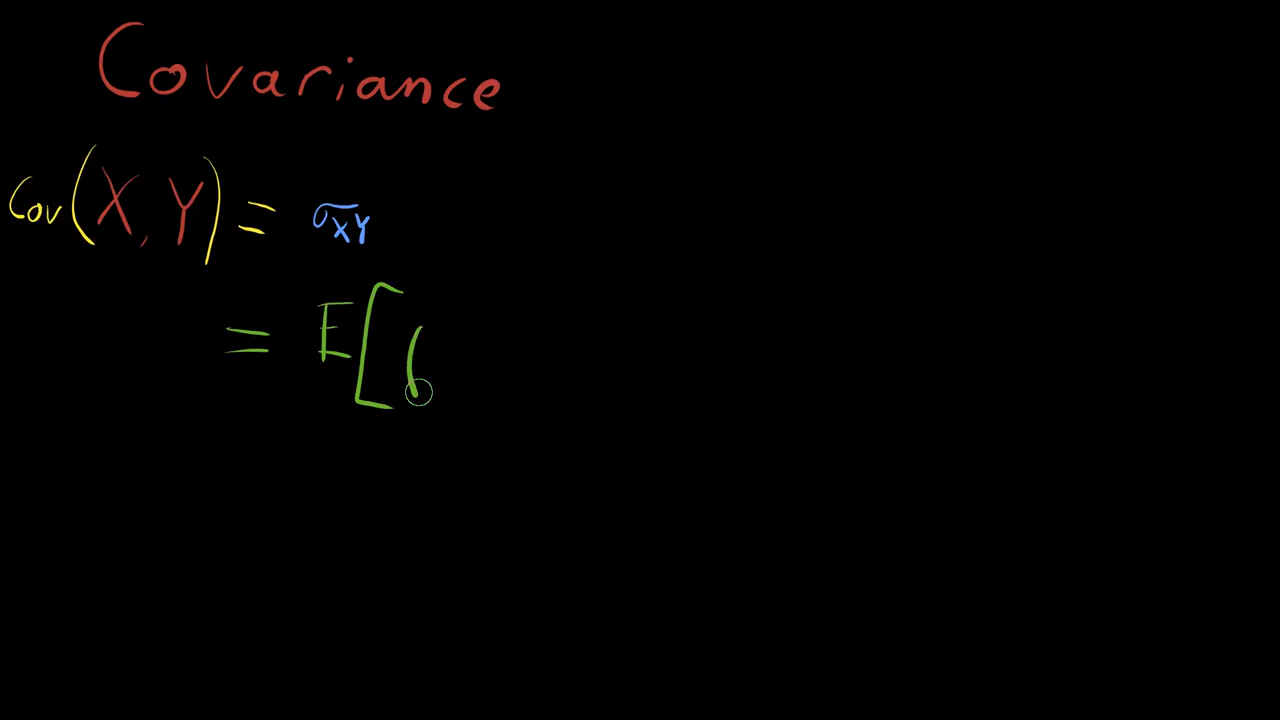 Covariance
Cov(X, Y) = σXY
= E[(